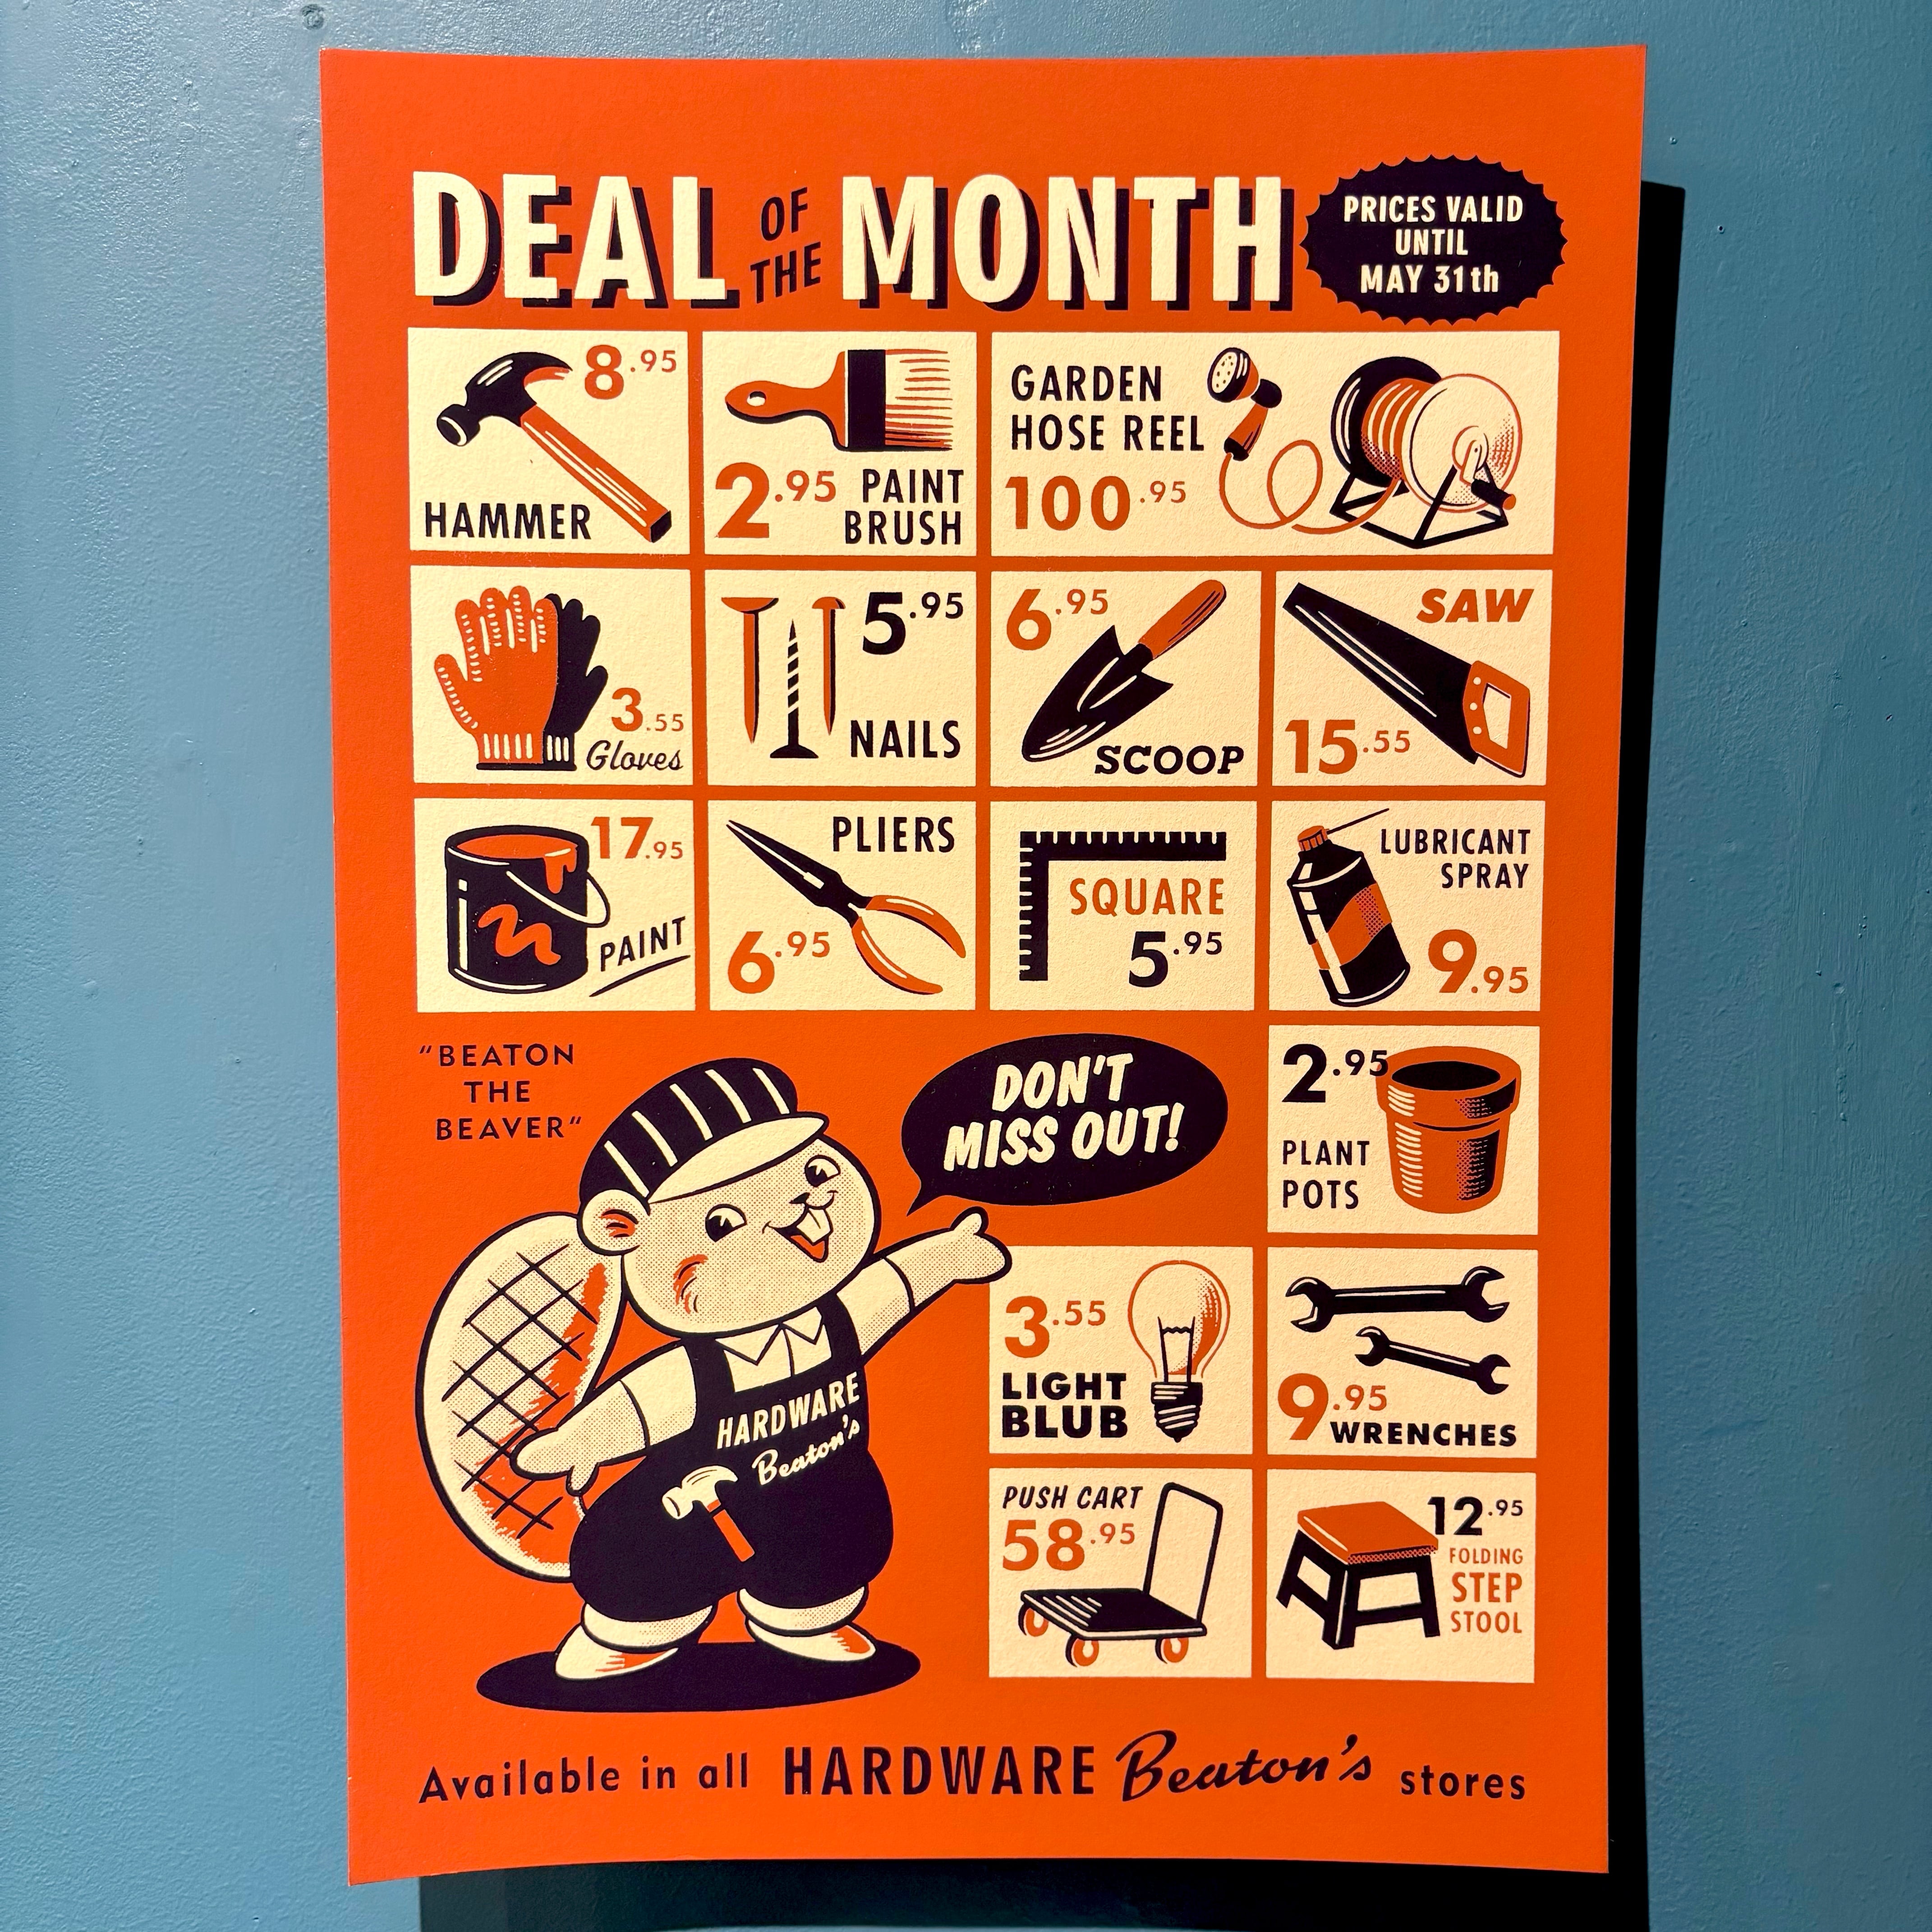 DEAL OF THE MONTH
PRICES VALID
UNTIL
MAY 31th
8.95
HAMMER
2.95 PAINT
BRUSH
GARDEN
HOSE REEL
100.95
3.55
Gloves
5.95
NAILS
6.95
SCOOP
SAW
15.55
17.95
PAINT
PLIERS
6.95
SQUARE
5.95
LUBRICANT
SPRAY
9.95
"BEATON
THE
BEAVER"
DON'T
MISS OUT!
2.95
PLANT
POTS
HARDWARE
Beaton's
3.55
LIGHT
BLUB
9.95
WRENCHES
PUSH CART
58.95
12.95
FOLDING
STEP
STOOL
Available in all HARDWARE Beaton's stores